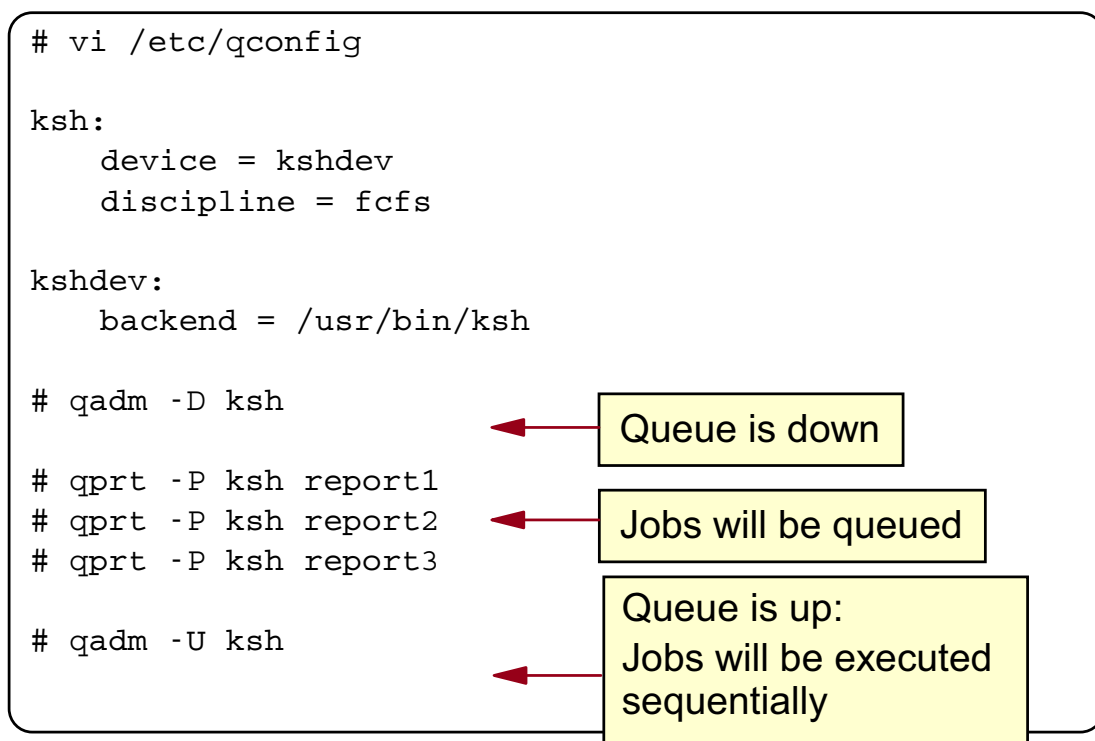 # vi /etc/qconfig
ksh:
device = kshdev
discipline = fcfs
kshdev:
backend = /usr/bin/ksh
# qadm -D ksh
Queue is down
# qprt -P ksh report1
# qprt -P ksh report2
# qprt -P ksh report3
Jobs will be queued
# qadm -U ksh
Queue is up:
Jobs will be executed
sequentially